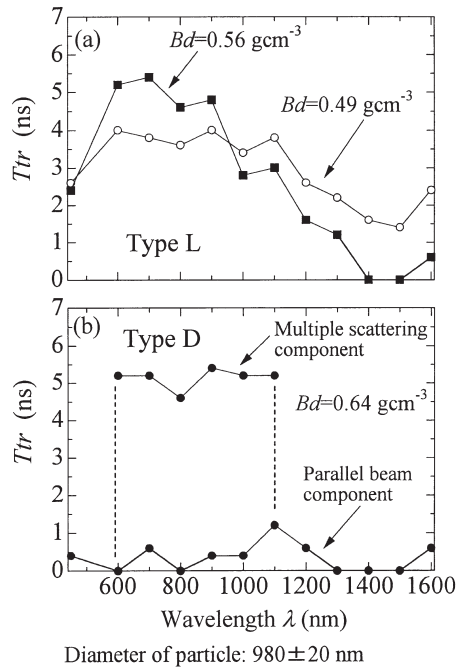 (a)
Bd=0.56 gcm-3
Bd=0.49 gcm-3
Type L
Ttr (ns)
7
6
5
4
3
2
1
0
(b)
Type D
Multiple scattering
component
Bd=0.64 gcm-3
Parallel beam
component
Ttr (ns)
7
6
5
4
3
2
1
0
600 800 1000 1200 1400 1600
Wavelength λ (nm)
Diameter of particle: 980±20 nm